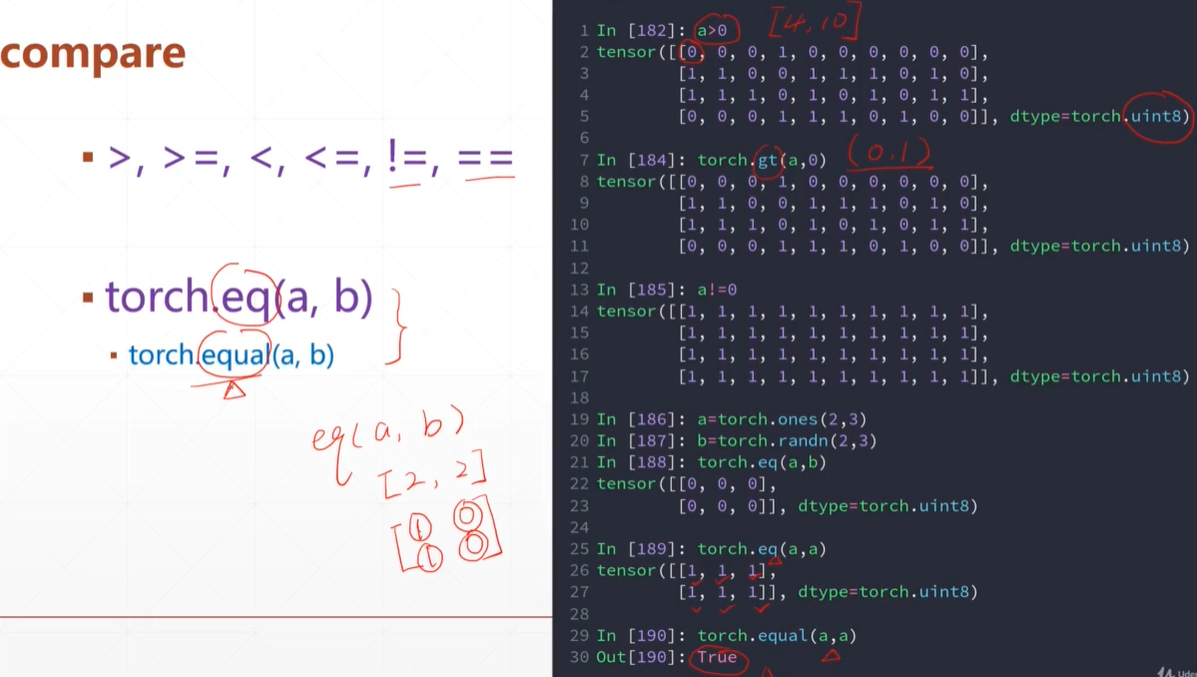 compare
▪ >, >=, <, <=, !=, ==
▪ torch.eq(a, b)
▪ torch.equal(a, b)
eq(a, b)
[2, 2]
[1 0
1 0]
1 In [182]: a>0 [4,10]
2 tensor([[0, 0, 0, 1, 0, 0, 0, 0, 0, 0],
3 [1, 1, 0, 0, 1, 1, 1, 0, 1, 0],
4 [1, 1, 1, 0, 1, 0, 1, 0, 1, 1],
5 [0, 0, 0, 1, 1, 1, 0, 1, 0, 0]], dtype=torch.uint8)
6
7 In [184]: torch.gt(a,0) (0.1)
8 tensor([[0, 0, 0, 1, 0, 0, 0, 0, 0, 0],
9 [1, 1, 0, 0, 1, 1, 1, 0, 1, 0],
10 [1, 1, 1, 0, 1, 0, 1, 0, 1, 1],
11 [0, 0, 0, 1, 1, 1, 0, 1, 0, 0]], dtype=torch.uint8)
12
13 In [185]: a!=0
14 tensor([[1, 1, 1, 1, 1, 1, 1, 1, 1, 1],
15 [1, 1, 1, 1, 1, 1, 1, 1, 1, 1],
16 [1, 1, 1, 1, 1, 1, 1, 1, 1, 1],
17 [1, 1, 1, 1, 1, 1, 1, 1, 1, 1]], dtype=torch.uint8)
18
19 In [186]: a=torch.ones(2,3)
20 In [187]: b=torch.randn(2,3)
21 In [188]: torch.eq(a,b)
22 tensor([[0, 0, 0],
23 [0, 0, 0]], dtype=torch.uint8)
24
25 In [189]: torch.eq(a,a)
26 tensor([[1, 1, 1],
27 [1, 1, 1]], dtype=torch.uint8)
28
29 In [190]: torch.equal(a,a)
30 Out[190]: True